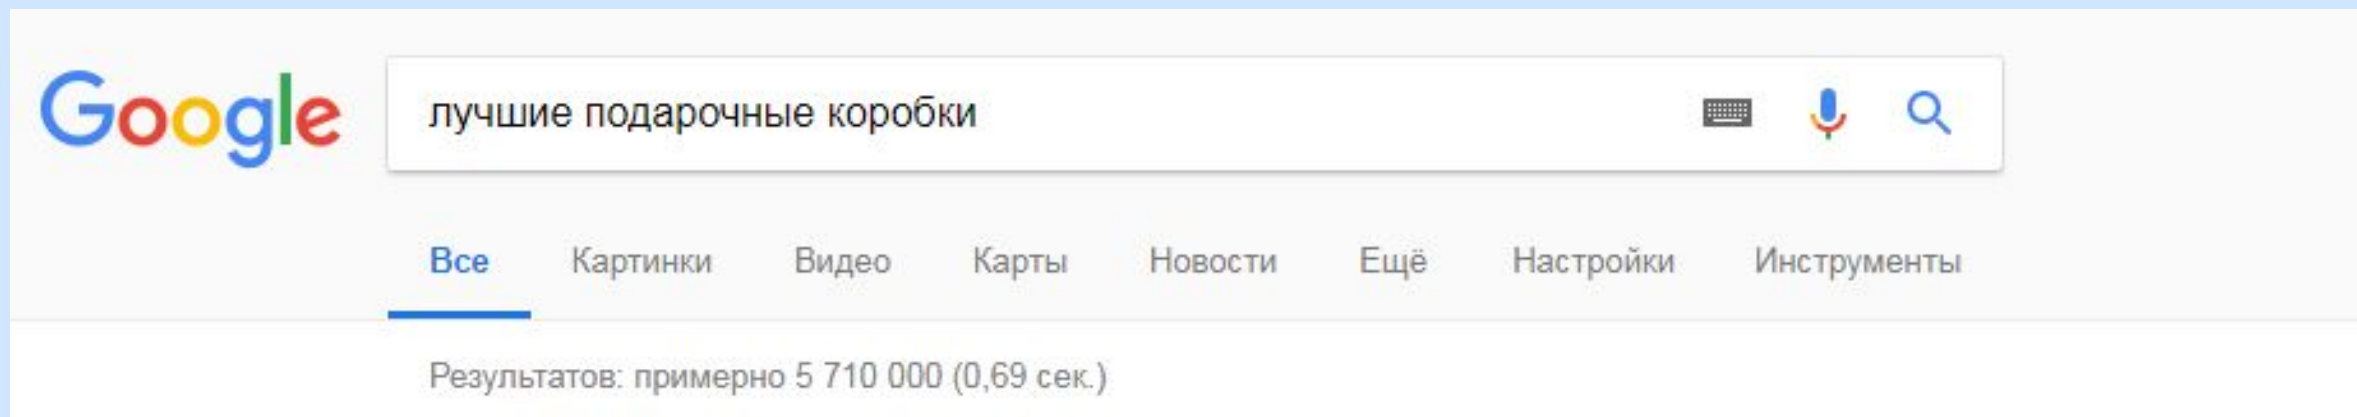 Google лучшие подарочные коробки
Все Картинки Видео Карты Новости Ещё Настройки Инструменты
Результатов: примерно 5 710 000 (0,69 сек.)